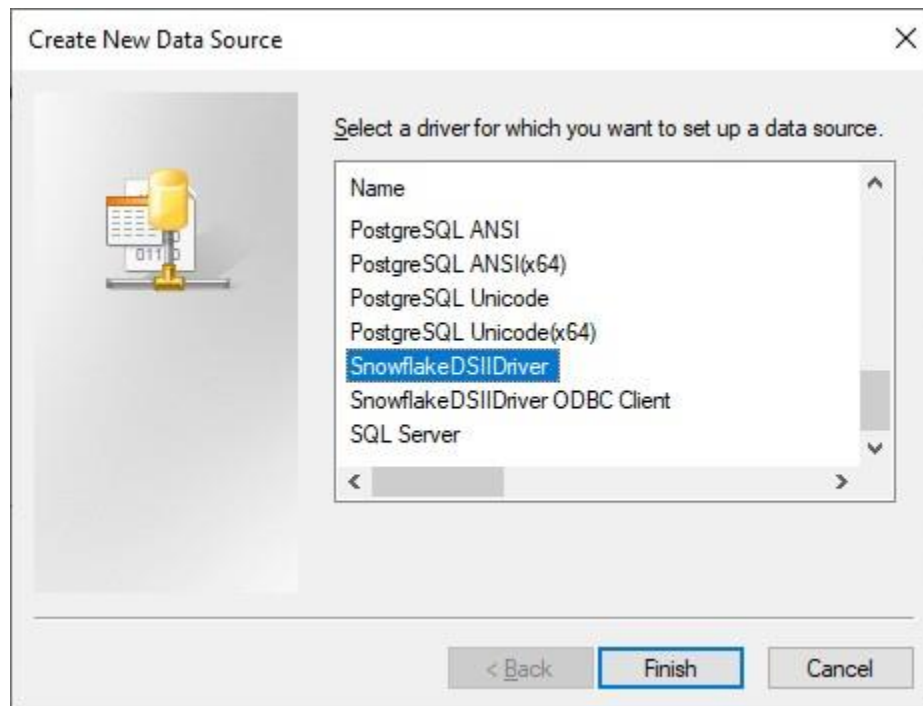 Create New Data Source
Select a driver for which you want to set up a data source.
Name
PostgreSQL ANSI
PostgreSQL ANSI(x64)
PostgreSQL Unicode
PostgreSQL Unicode(x64)
SnowflakeDSIIDriver
SnowflakeDSIIDriver ODBC Client
SQL Server
< Back Finish Cancel